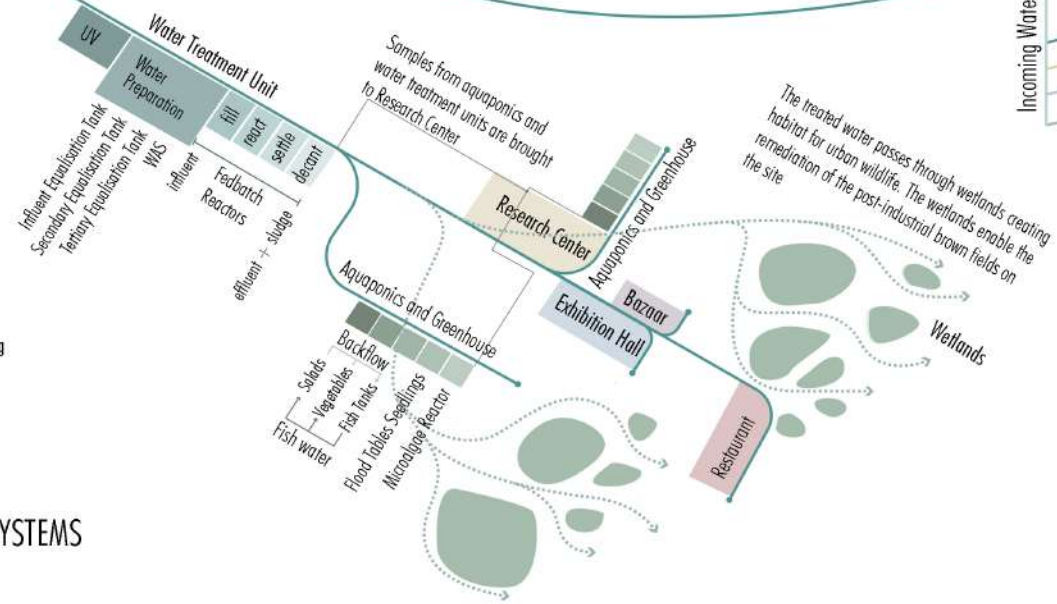 Water Treatment Unit
UV
Water
Preparation
fill
react
settle
decant
Influent Equalisation Tank
Secondary Equalisation Tank
Tertiary Equalisation Tank
WAS
influent
Fedbatch
Reactors
effluent + sludge
Samples from aquaponics and
water treatment units are brought
to Research Center
Research Center
Aquaponics and Greenhouse
Aquaponics and Greenhouse
Backflow
Salads
Vegetables
Fish Tanks
Fish water
Flood Tables Seedlings
Microalgae Reactor
Exhibition Hall
Bazaar
Restaurant
The treated water passes through wetlands creating
habitat for urban wildlife. The wetlands enable the
remediation of the post-industrial brown fields on
the site
Wetlands
Incoming Wate
g
YSTEMS